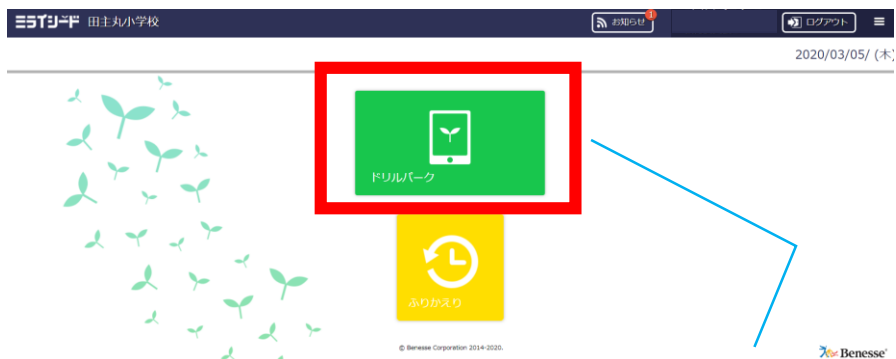 ミライシード 田主丸小学校
お知らせ 1
ログアウト
2020/03/05/ (木)
ドリルパーク
ふりかえり
© Benesse Corporation 2014-2020.
Benesse